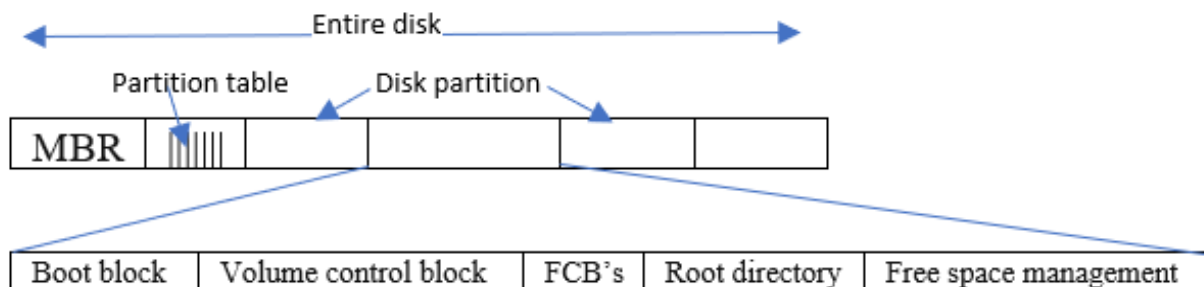 Entire disk
Partition table Disk partition
MBR
Boot block Volume control block FCB's Root directory Free space management